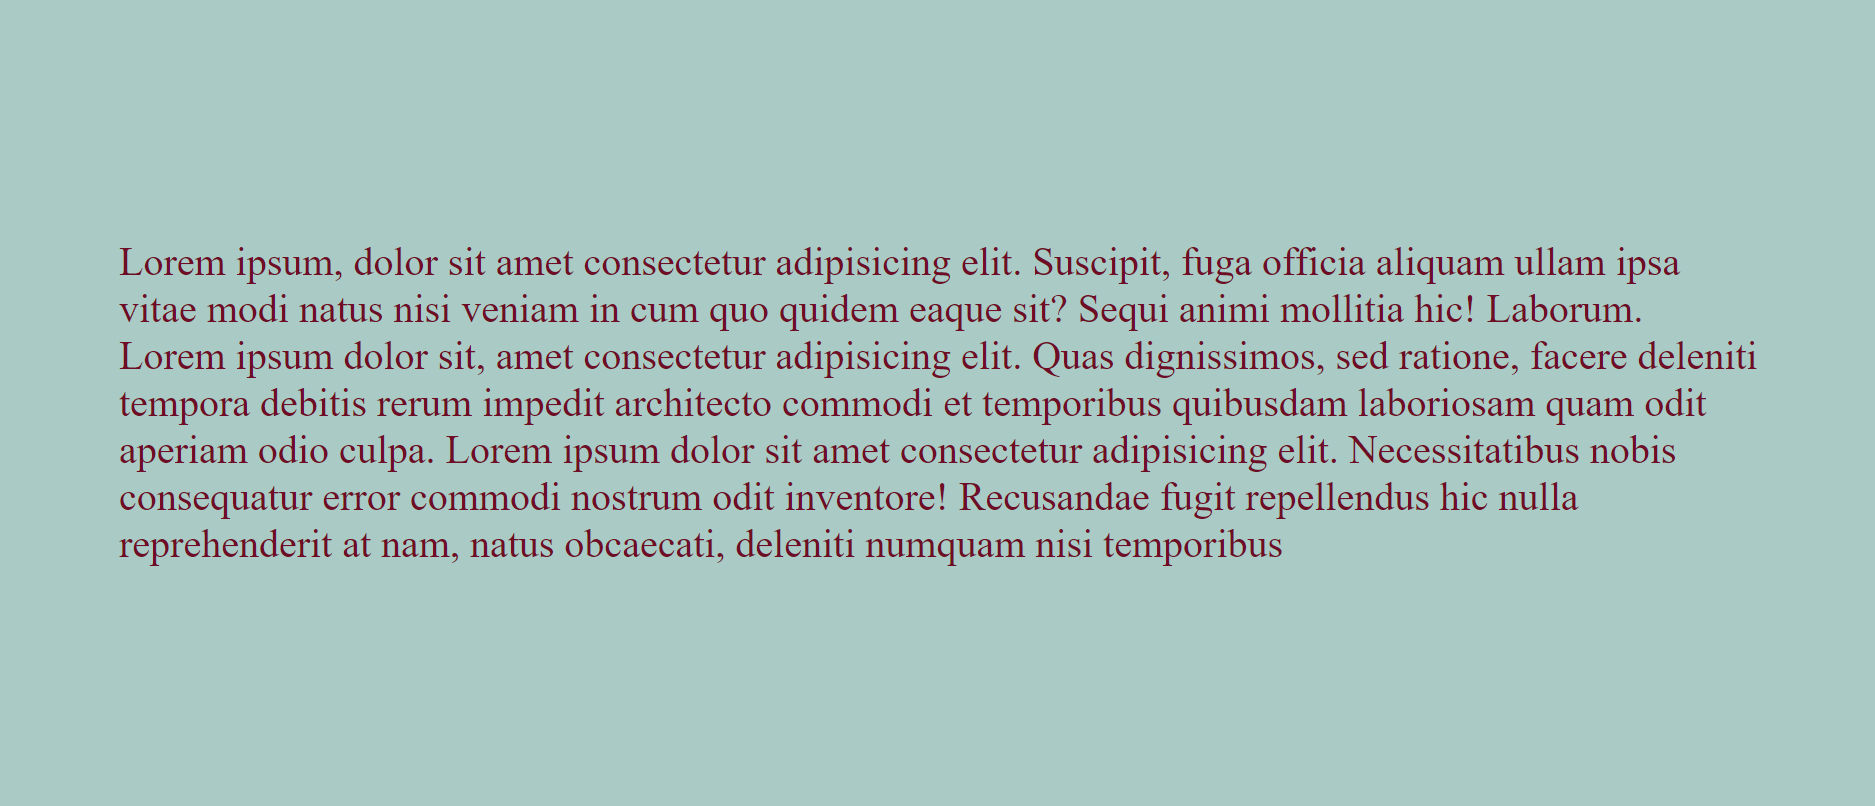 Lorem ipsum, dolor sit amet consectetur adipisicing elit. Suscipit, fuga officia aliquam ullam ipsa
vitae modi natus nisi veniam in cum quo quidem eaque sit? Sequi animi mollitia hic! Laborum.
Lorem ipsum dolor sit, amet consectetur adipisicing elit. Quas dignissimos, sed ratione, facere deleniti
tempora debitis rerum impedit architecto commodi et temporibus quibusdam laboriosam quam odit
aperiam odio culpa. Lorem ipsum dolor sit amet consectetur adipisicing elit. Necessitatibus nobis
consequatur error commodi nostrum odit inventore! Recusandae fugit repellendus hic nulla
reprehenderit at nam, natus obcaecati, deleniti numquam nisi temporibus